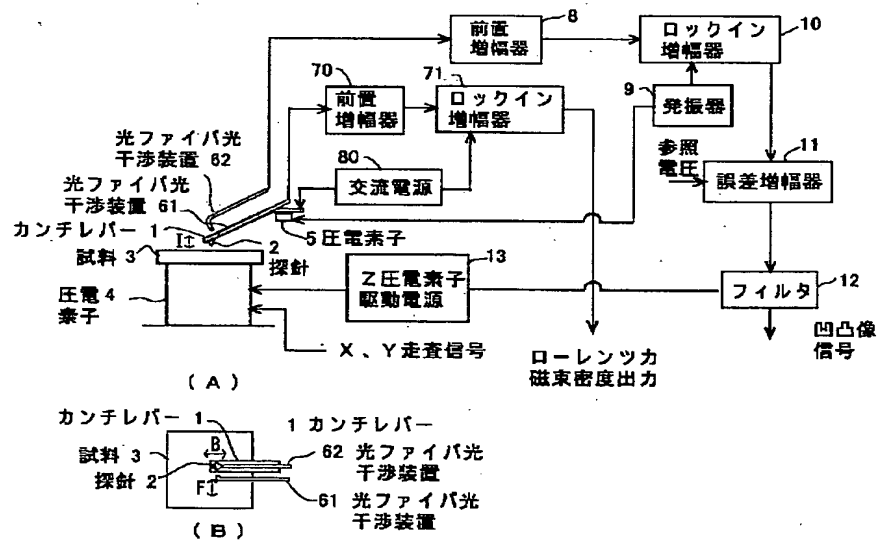 前置
増幅器
8
ロックイン
増幅器
10
70
前置
増幅器
71
ロックイン
増幅器
9
発振器
光ファイバ光
干渉装置 62
光ファイバ光
干渉装置 61
80
交流電源
参照
電圧
11
誤差増幅器
カンチレバー 1
I
2
探針
5 圧電素子
試料 3
圧電 4
素子
13
Z圧電素子
駆動電源
フィルタ
12
X、Y走査信号
凹凸像
信号
ローレンツ力
磁束密度出力
(A)
カンチレバー 1
1 カンチレバー
試料 3
B
62 光ファイバ光
干渉装置
探針 2
F
61 光ファイバ光
干渉装置
(B)